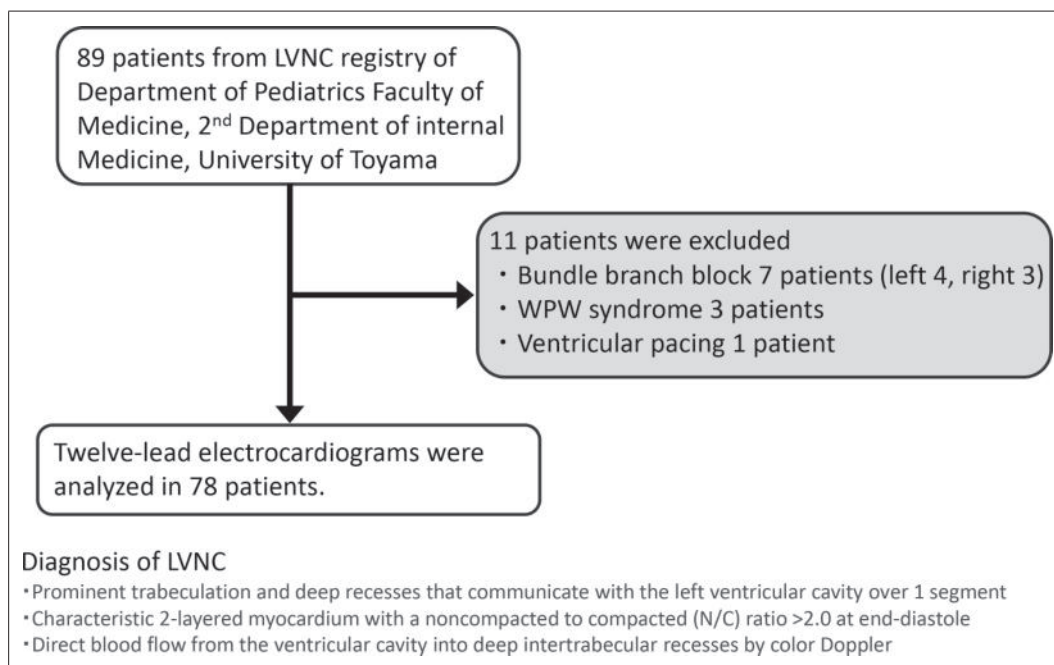 89 patients from LVNC registry of
Department of Pediatrics Faculty of
Medicine, 2nd Department of internal
Medicine, University of Toyama
11 patients were excluded
・Bundle branch block 7 patients (left 4, right 3)
・WPW syndrome 3 patients
・Ventricular pacing 1 patient
Twelve-lead electrocardiograms were
analyzed in 78 patients.
Diagnosis of LVNC
・Prominent trabeculation and deep recesses that communicate with the left ventricular cavity over 1 segment
・Characteristic 2-layered myocardium with a noncompacted to compacted (N/C) ratio >2.0 at end-diastole
・Direct blood flow from the ventricular cavity into deep intertrabecular recesses by color Doppler